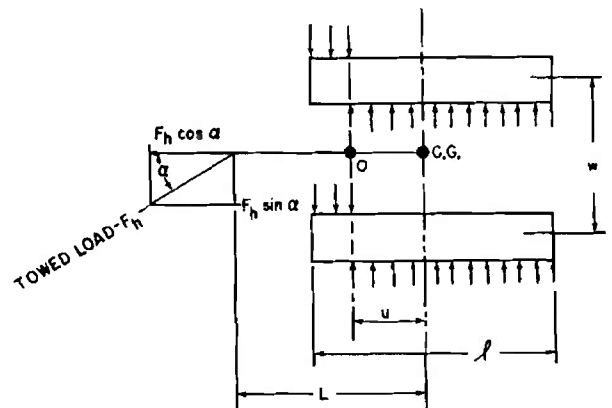 F_h cos α
α
O
C.G.
w
F_h sin α
TOWED LOAD-F_h
u
l
L